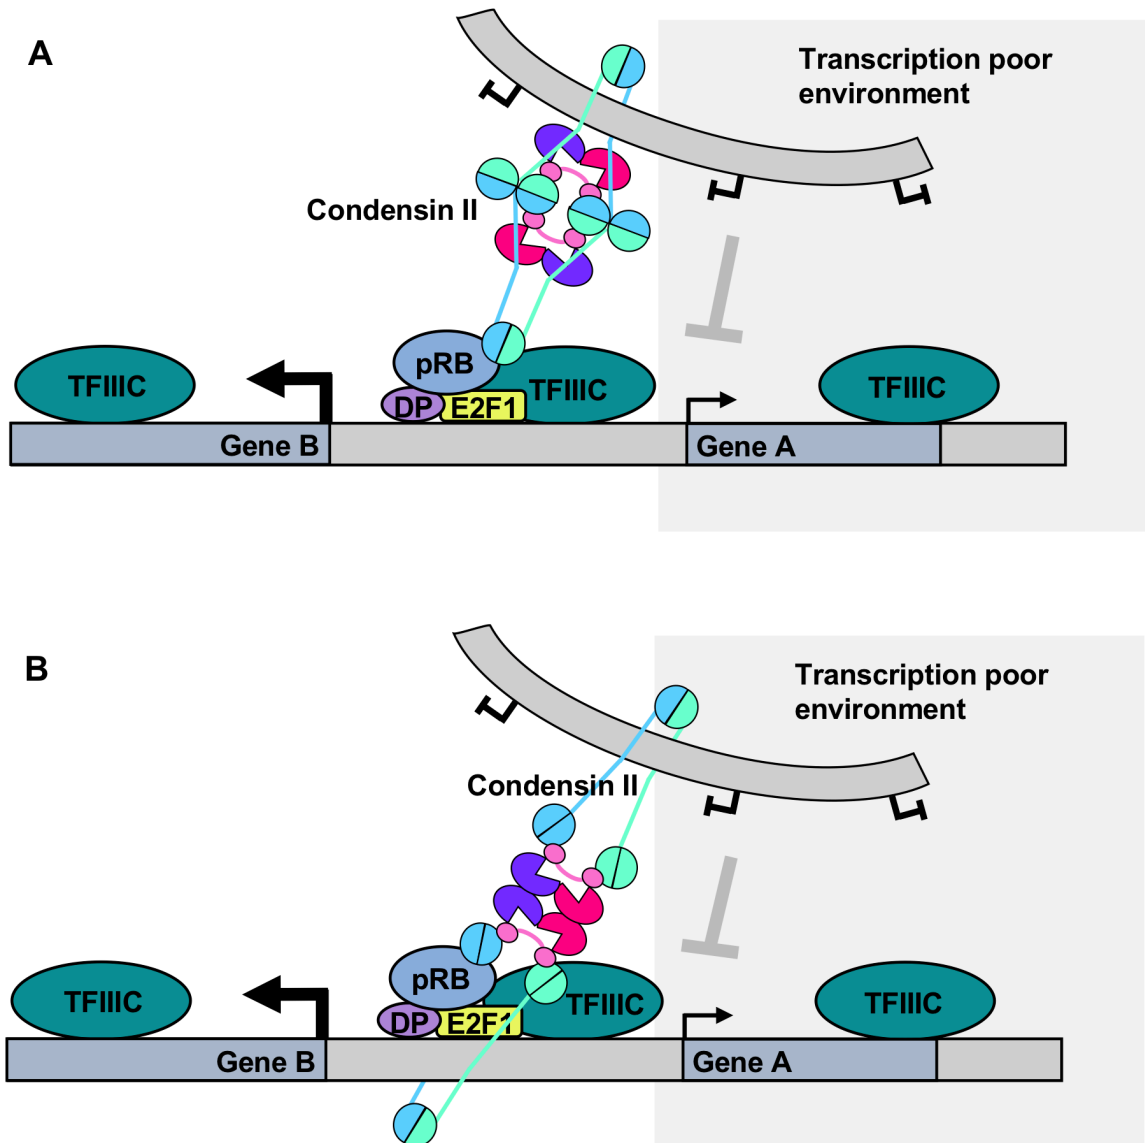 A
Transcription poor
environment
Condensin II
TFIIIC
pRB
TFIIIC
TFIIIC
DP
E2F1
Gene B
Gene A
B
Transcription poor
environment
Condensin II
TFIIIC
pRB
TFIIIC
TFIIIC
DP
E2F1
Gene B
Gene A